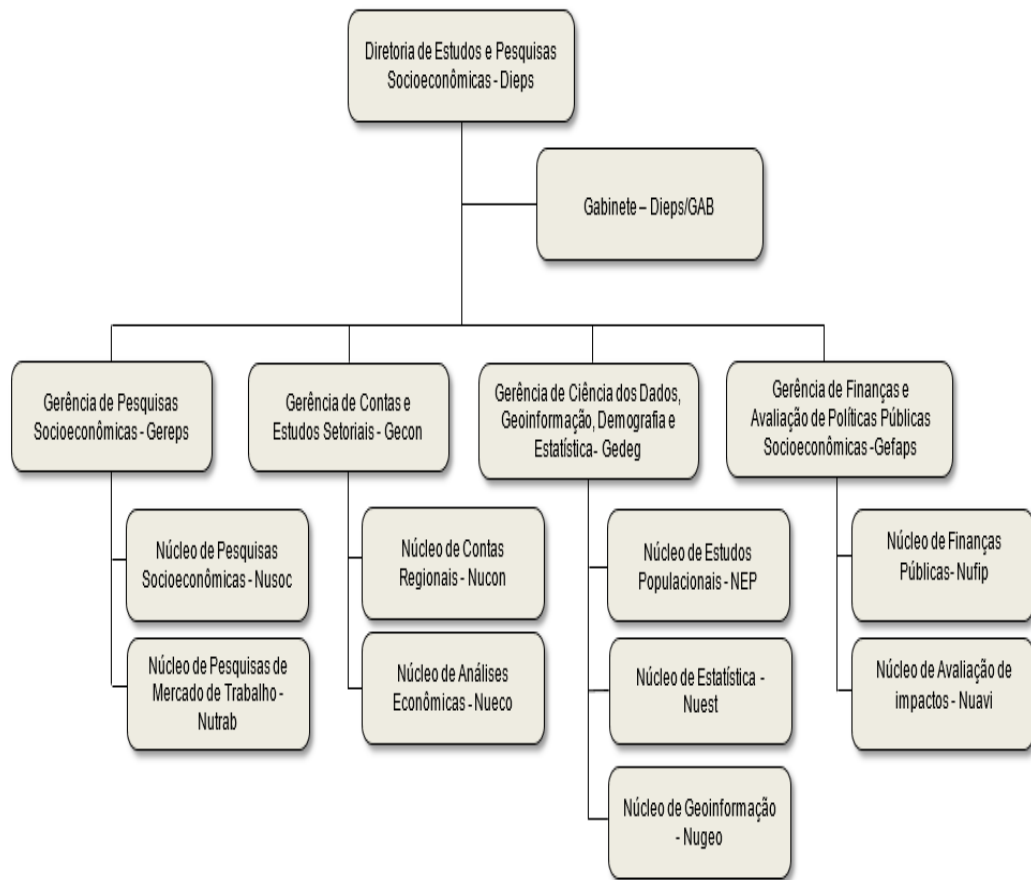 Diretoria de Estudos e Pesquisas
Socioeconômicas - Dieps
Gabinete – Dieps/GAB
Gerência de Pesquisas
Socioeconômicas - Gereps
Gerência de Contas e
Estudos Setoriais - Gecon
Gerência de Ciência dos Dados,
Geoinformação, Demografia e
Estatística- Gedeg
Gerência de Finanças e
Avaliação de Políticas Públicas
Socioeconômicas -Gefaps
Núcleo de Pesquisas
Socioeconômicas - Nusoc
Núcleo de Contas
Regionais - Nucon
Núcleo de Estudos
Populacionais - NEP
Núcleo de Finanças
Públicas- Nufip
Núcleo de Pesquisas de
Mercado de Trabalho -
Nutrab
Núcleo de Análises
Econômicas - Nueco
Núcleo de Estatística -
Nuest
Núcleo de Avaliação de
impactos - Nuavi
Núcleo de Geoinformação
- Nugeo